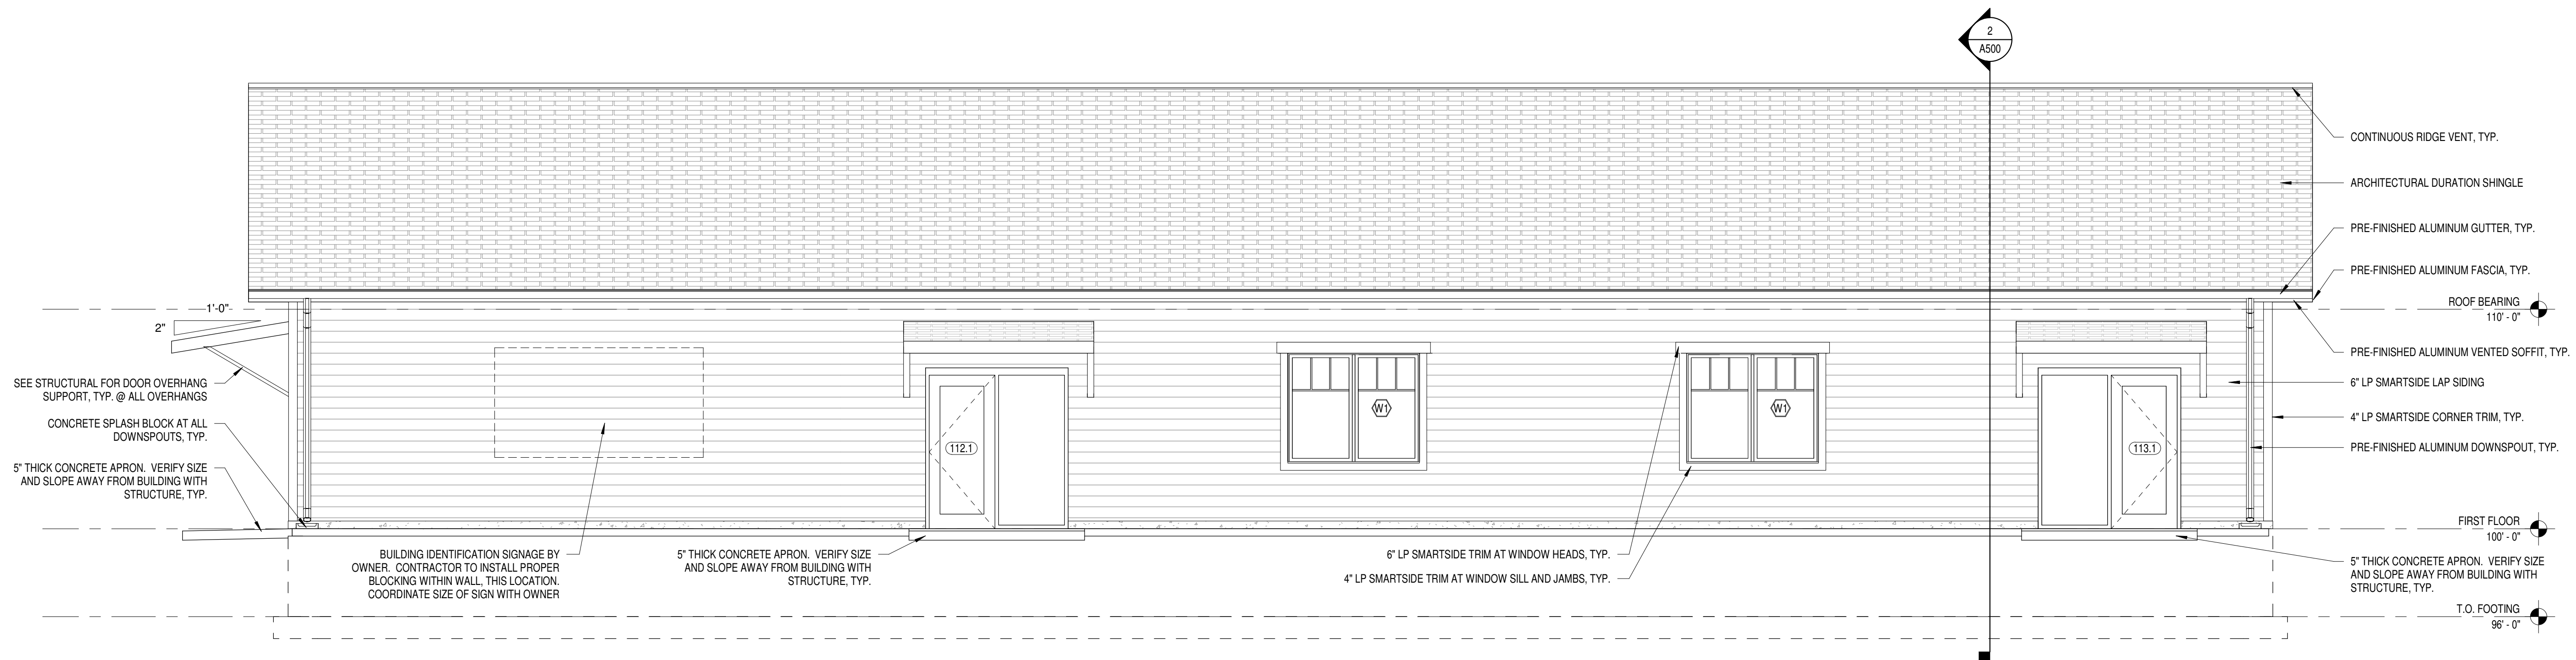 2
A500
CONTINUOUS RIDGE VENT, TYP.
ARCHITECTURAL DURATION SHINGLE
PRE-FINISHED ALUMINUM GUTTER, TYP.
PRE-FINISHED ALUMINUM FASCIA, TYP.
ROOF BEARING
110' - 0"
PRE-FINISHED ALUMINUM VENTED SOFFIT, TYP.
6" LP SMARTSIDE LAP SIDING
4" LP SMARTSIDE CORNER TRIM, TYP.
PRE-FINISHED ALUMINUM DOWNSPOUT, TYP.
FIRST FLOOR
100' - 0"
5" THICK CONCRETE APRON.  VERIFY SIZE
AND SLOPE AWAY FROM BUILDING WITH
STRUCTURE, TYP.
T.O. FOOTING
96' - 0"
1'-0"
2"
SEE STRUCTURAL FOR DOOR OVERHANG
SUPPORT, TYP. @ ALL OVERHANGS
CONCRETE SPLASH BLOCK AT ALL
DOWNSPOUTS, TYP.
5" THICK CONCRETE APRON.  VERIFY SIZE
AND SLOPE AWAY FROM BUILDING WITH
STRUCTURE, TYP.
112.1
W1
W1
113.1
BUILDING IDENTIFICATION SIGNAGE BY
OWNER.  CONTRACTOR TO INSTALL PROPER
BLOCKING WITHIN WALL, THIS LOCATION.
COORDINATE SIZE OF SIGN WITH OWNER
5" THICK CONCRETE APRON.  VERIFY SIZE
AND SLOPE AWAY FROM BUILDING WITH
STRUCTURE, TYP.
6" LP SMARTSIDE TRIM AT WINDOW HEADS, TYP.
4" LP SMARTSIDE TRIM AT WINDOW SILL AND JAMBS, TYP.